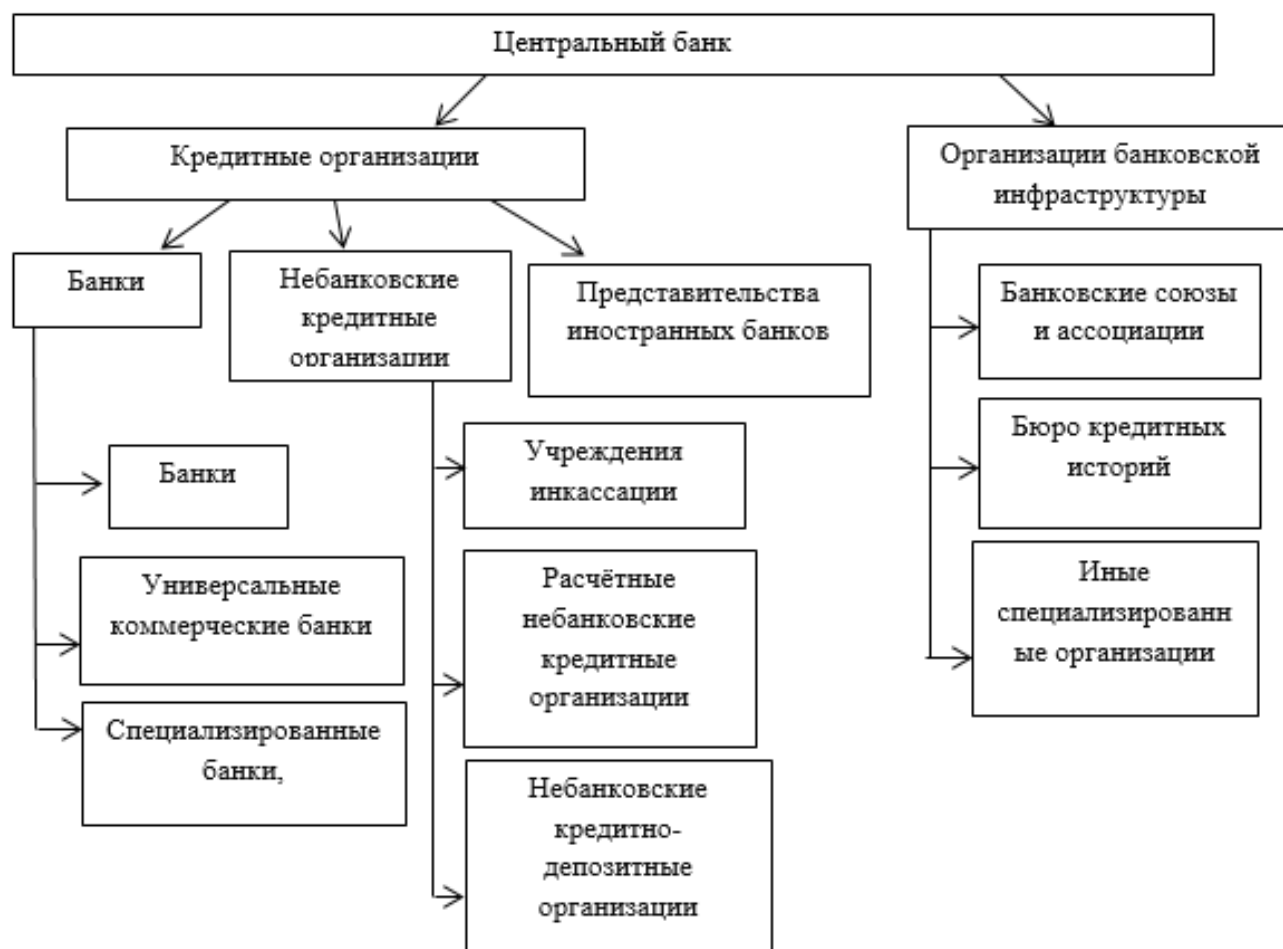 Центральный банк
Кредитные организации
Организации банковской
инфраструктуры
Банки
Небанковские
кредитные
организации
Представительства
иностранных банков
Банковские союзы
и ассоциации
Бюро кредитных
историй
Иные
специализированн
ые организации
Банки
Универсальные
коммерческие банки
Специализированные
банки,
Учреждения
инкассации
Расчётные
небанковские
кредитные
организации
Небанковские
кредитно-
депозитные
организации